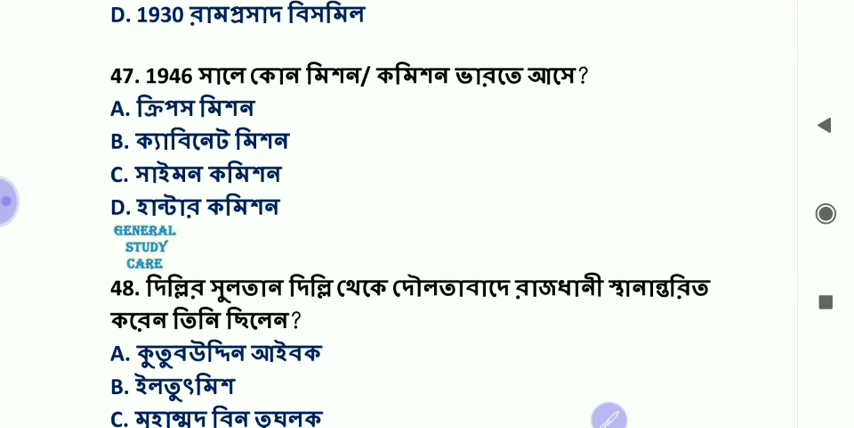 D. 1930 রামপ্রসাদ বিসমিল
47. 1946 সালে কোন মিশন/ কমিশন ভারতে আসে?
A. ক্রিপস মিশন
B. ক্যাবিনেট মিশন
C. সাইমন কমিশন
D. হান্টার কমিশন
GENERAL
STUDY
CARE
48. দিল্লির সুলতান দিল্লি থেকে দৌলতাবাদে রাজধানী স্থানান্তরিত
করেন তিনি ছিলেন?
A. কুতুবউদ্দিন আইবক
B. ইলতুৎমিশ
C. মহাম্মদ বিন তুঘলক